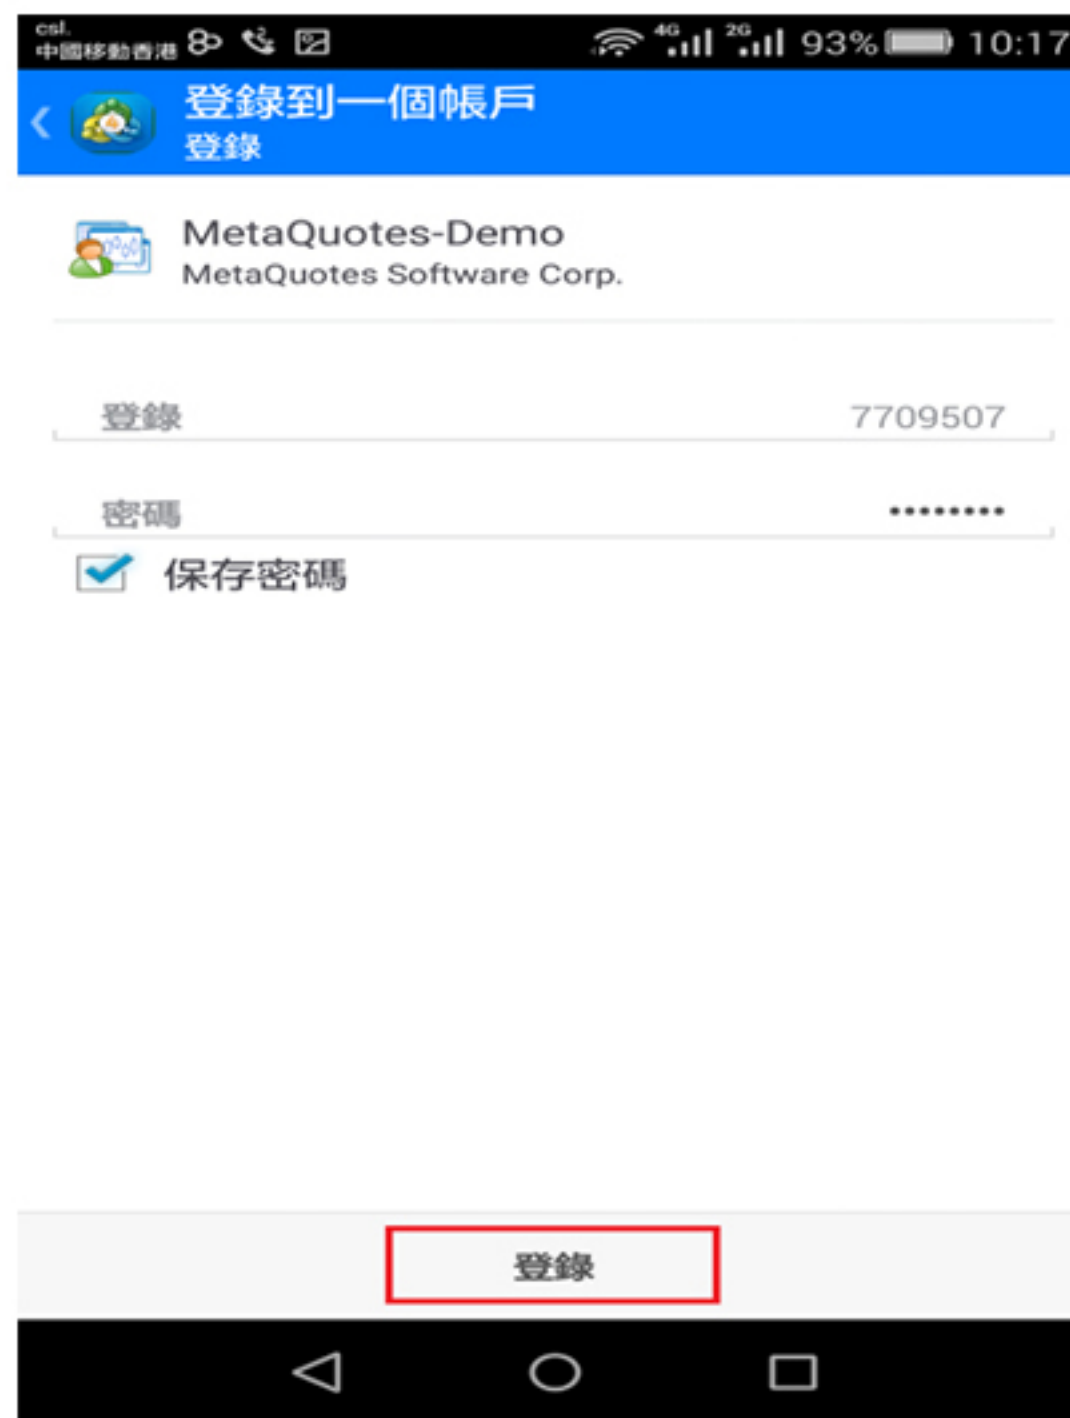 csl.
中國移動香港
4G 2G 93% 10:17
登錄到一個帳戶
登錄
MetaQuotes-Demo
MetaQuotes Software Corp.
登錄 7709507
密碼 ••••••••
保存密碼
登錄